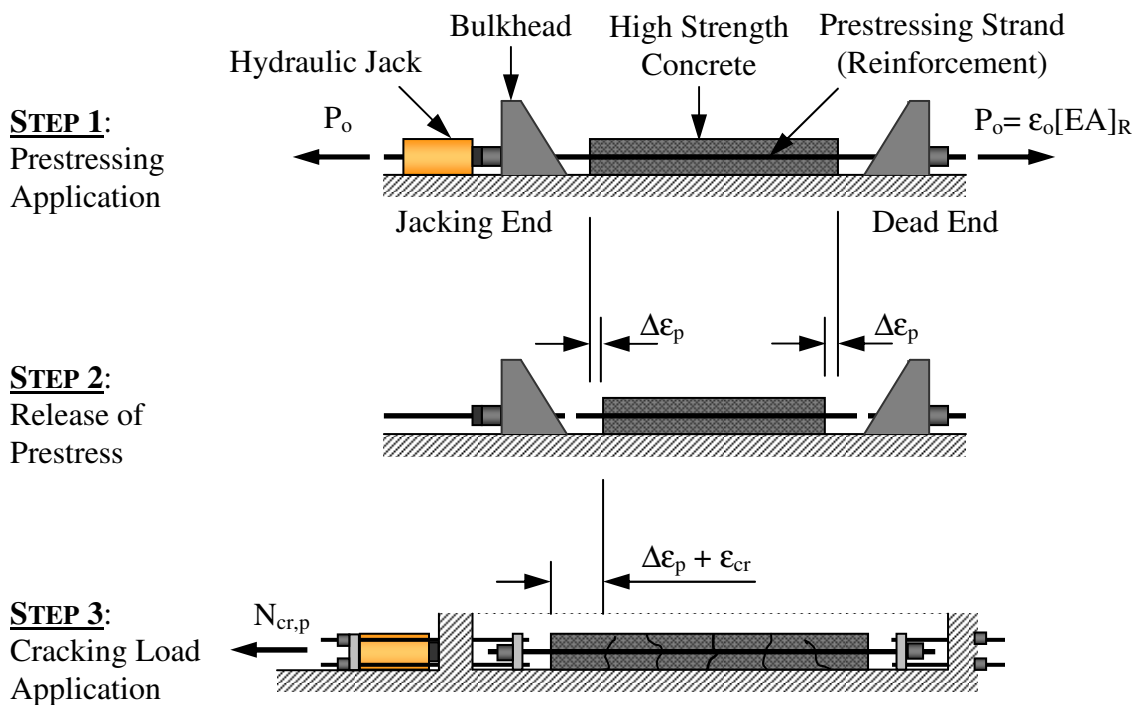 Bulkhead
High Strength
Concrete
Prestressing Strand
(Reinforcement)
Hydraulic Jack
STEP 1:
Prestressing
Application
Pₒ
Pₒ= εₒ[EA]R
Jacking End
Dead End
Δεₚ
Δεₚ
STEP 2:
Release of
Prestress
Δεₚ + εcr
STEP 3:
Cracking Load
Application
Ncr,p